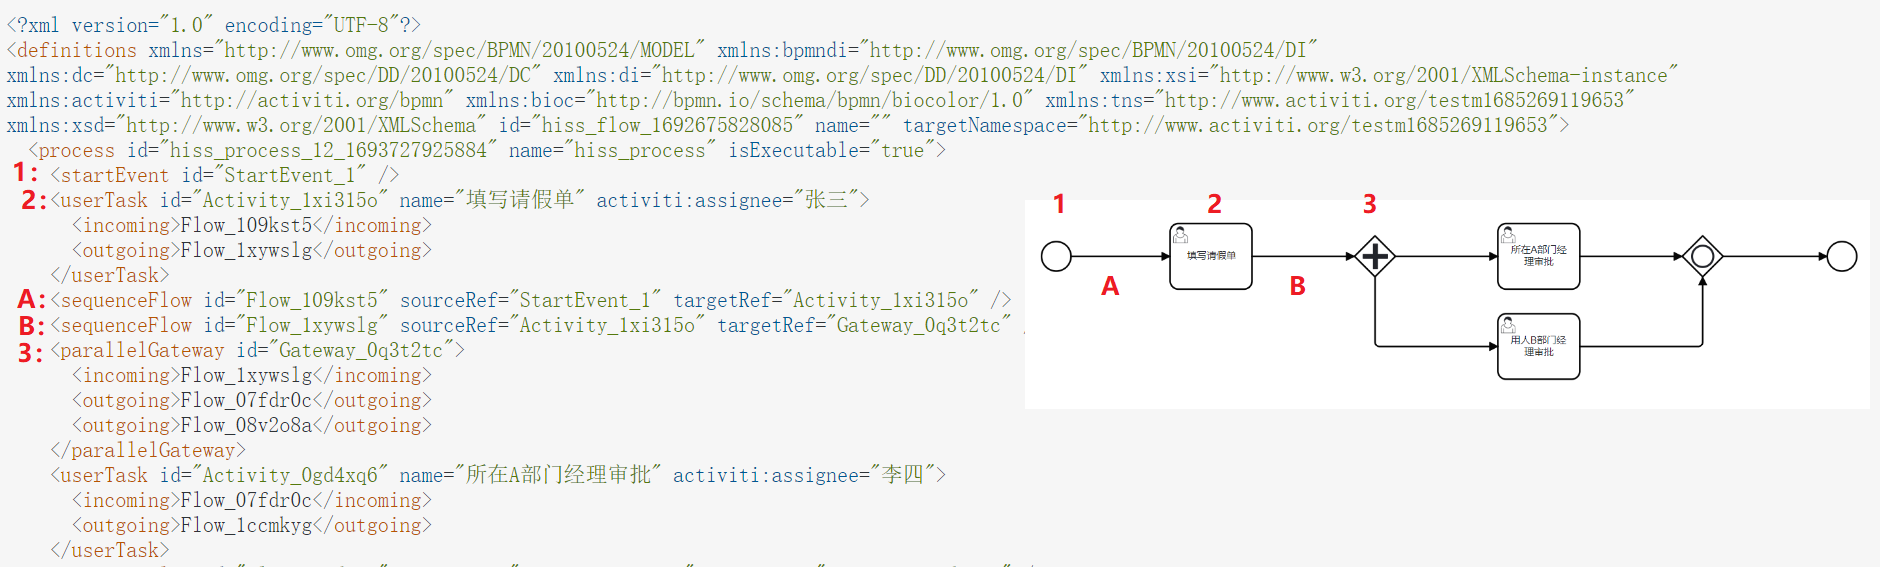 <?xml version="1.0" encoding="UTF-8"?>
<definitions xmlns="http://www.omg.org/spec/BPMN/20100524/MODEL" xmlns:bpmndi="http://www.omg.org/spec/BPMN/20100524/DI"
xmlns:dc="http://www.omg.org/spec/DD/20100524/DC" xmlns:di="http://www.omg.org/spec/DD/20100524/DI" xmlns:xsi="http://www.w3.org/2001/XMLSchema-instance"
xmlns:activiti="http://activiti.org/bpmn" xmlns:bioc="http://bpmn.io/schema/bpmn/biocolor/1.0" xmlns:tns="http://www.activiti.org/testm1685269119653"
xmlns:xsd="http://www.w3.org/2001/XMLSchema" id="hiss_flow_1692675828085" name="" targetNamespace="http://www.activiti.org/testm1685269119653">
<process id="hiss_process_12_1693727925884" name="hiss_process" isExecutable="true">
1: <startEvent id="StartEvent_1" />
2: <userTask id="Activity_1xi315o" name="填写请假单" activiti:assignee="张三">
<incoming>Flow_109kst5</incoming>
<outgoing>Flow_1xywslg</outgoing>
</userTask>
A: <sequenceFlow id="Flow_109kst5" sourceRef="StartEvent_1" targetRef="Activity_1xi315o" />
B: <sequenceFlow id="Flow_1xywslg" sourceRef="Activity_1xi315o" targetRef="Gateway_0q3t2tc"
3: <parallelGateway id="Gateway_0q3t2tc">
<incoming>Flow_1xywslg</incoming>
<outgoing>Flow_07fdr0c</outgoing>
<outgoing>Flow_08v2o8a</outgoing>
</parallelGateway>
<userTask id="Activity_0gd4xq6" name="所在A部门经理审批" activiti:assignee="李四">
<incoming>Flow_07fdr0c</incoming>
<outgoing>Flow_1ccmkyg</outgoing>
</userTask>
1 2 3
填写请假单
所在A部门经
理审批
A B
用人B部门经
理审批